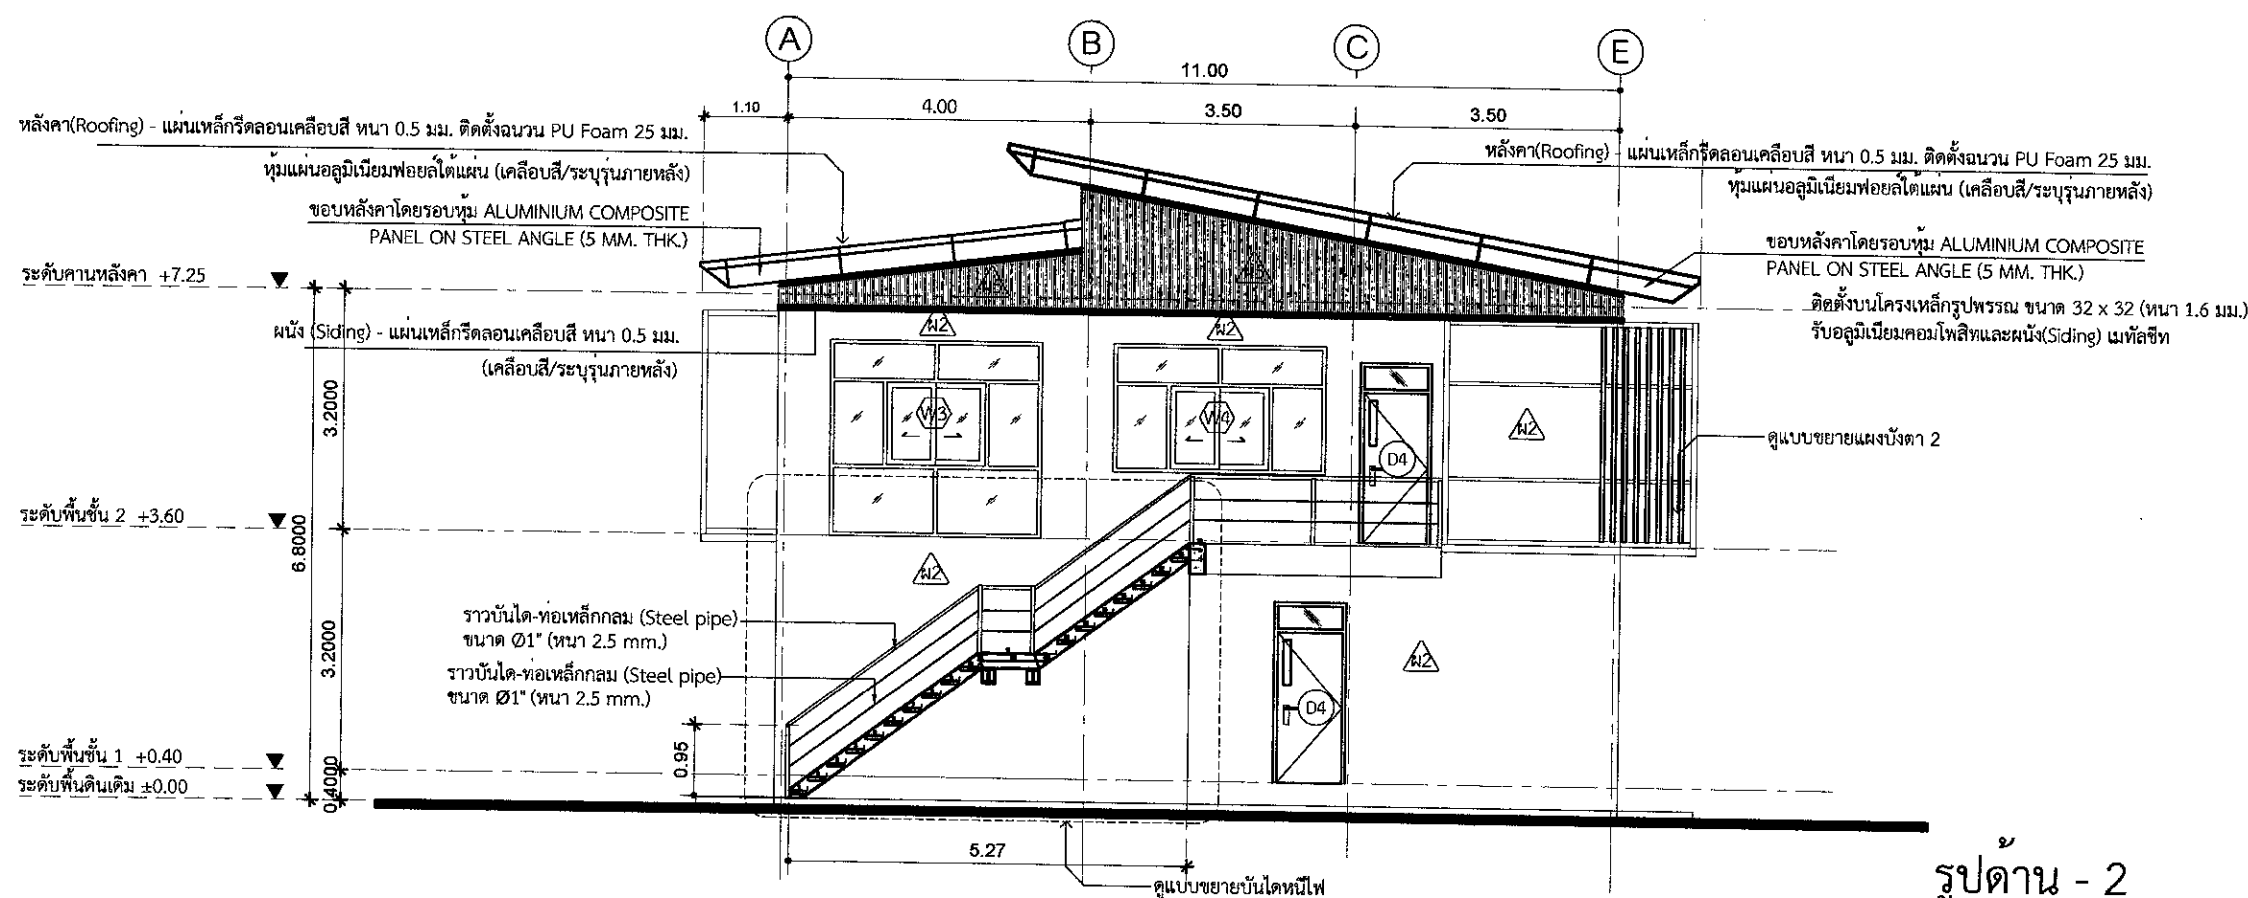 A
B
C
E
11.00
1.10
4.00
3.50
3.50
หลังคา(Roofing) - แผ่นเหล็กรีดลอนเคลือบสี หนา 0.5 มม. ติดตั้งฉนวน PU Foam 25 มม.
หุ้มแผ่นอลูมิเนียมฟอยล์ใต้แผ่น (เคลือบสี/ระบุรุ่นภายหลัง)
ขอบหลังคาโดยรอบหุ้ม ALUMINIUM COMPOSITE
PANEL ON STEEL ANGLE (5 MM. THK.)
หลังคา(Roofing) - แผ่นเหล็กรีดลอนเคลือบสี หนา 0.5 มม. ติดตั้งฉนวน PU Foam 25 มม.
หุ้มแผ่นอลูมิเนียมฟอยล์ใต้แผ่น (เคลือบสี/ระบุรุ่นภายหลัง)
ขอบหลังคาโดยรอบหุ้ม ALUMINIUM COMPOSITE
PANEL ON STEEL ANGLE (5 MM. THK.)
ติดตั้งบนโครงเหล็กรูปพรรณ ขนาด 32 x 32 (หนา 1.6 มม.)
รับอลูมิเนียมคอมโพสิทและผนัง(Siding) เมทัลชีท
ระดับคานหลังคา +7.25
ผนัง (Siding) - แผ่นเหล็กรีดลอนเคลือบสี หนา 0.5 มม.
(เคลือบสี/ระบุรุ่นภายหลัง)
ผ2
ผ2
W3
W4
D4
ผ2
ดูแบบขยายแผงบังตา 2
3.2000
ระดับพื้นชั้น 2 +3.60
6.8000
ผ2
ราวบันได-ท่อเหล็กกลม (Steel pipe)
ขนาด Ø1" (หนา 2.5 mm.)
ราวบันได-ท่อเหล็กกลม (Steel pipe)
ขนาด Ø1" (หนา 2.5 mm.)
3.2000
ผ2
D4
0.95
ระดับพื้นชั้น 1 +0.40
ระดับพื้นดินเดิม ±0.00
0.4000
5.27
ดูแบบขยายบันไดหนีไฟ
รูปด้าน - 2